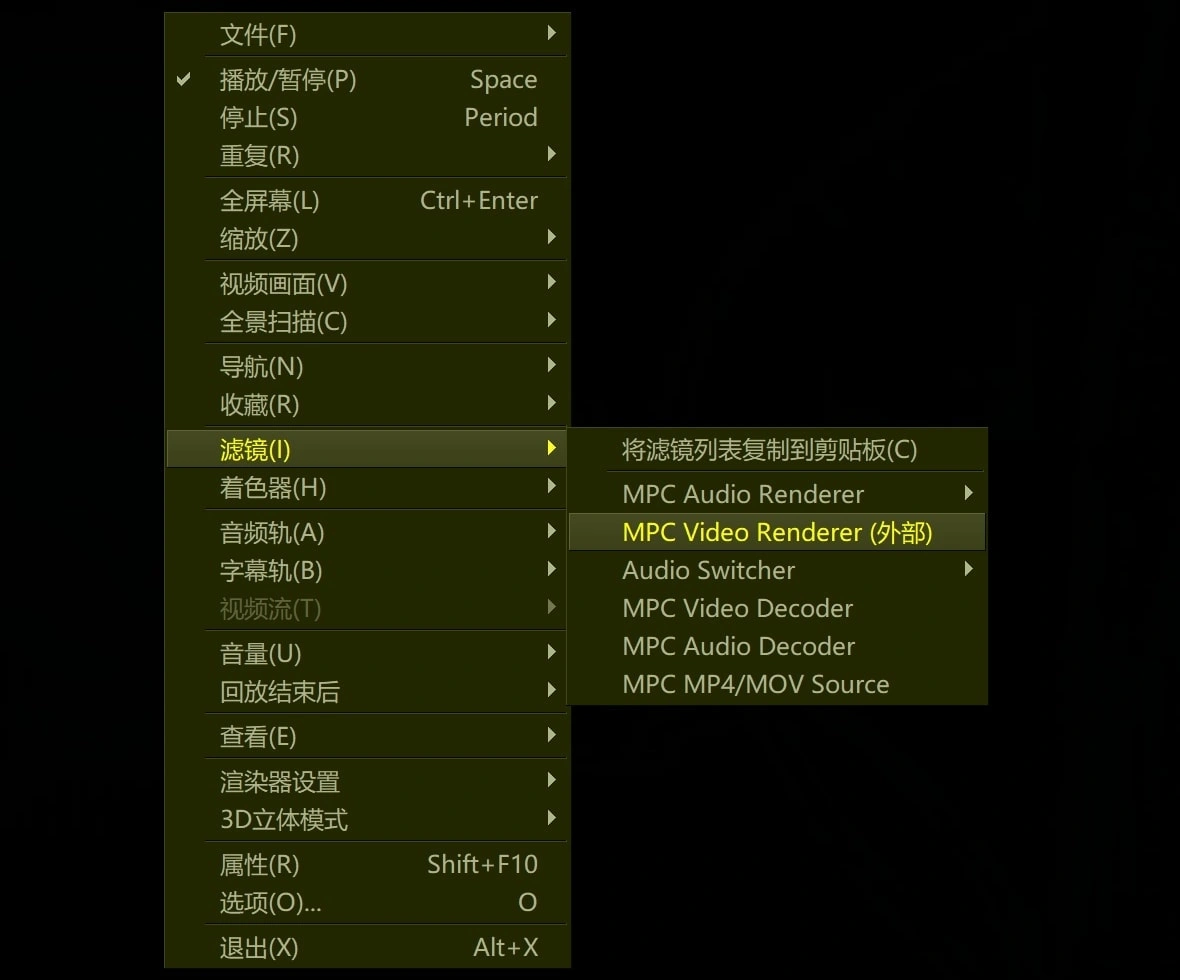 文件(F)
播放/暂停(P) Space
停止(S) Period
重复(R)
全屏幕(L) Ctrl+Enter
缩放(Z)
视频画面(V)
全景扫描(C)
导航(N)
收藏(R)
滤镜(I)
着色器(H)
音频轨(A)
字幕轨(B)
视频流(T)
音量(U)
回放结束后
查看(E)
渲染器设置
3D立体模式
属性(R) Shift+F10
选项(O)... O
退出(X) Alt+X
将滤镜列表复制到剪贴板(C)
MPC Audio Renderer
MPC Video Renderer (外部)
Audio Switcher
MPC Video Decoder
MPC Audio Decoder
MPC MP4/MOV Source